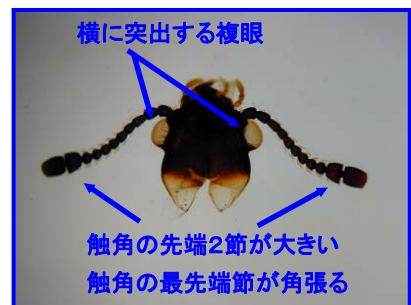 横に突出する複眼
触角の先端2節が大きい
触角の最先端節が角張る